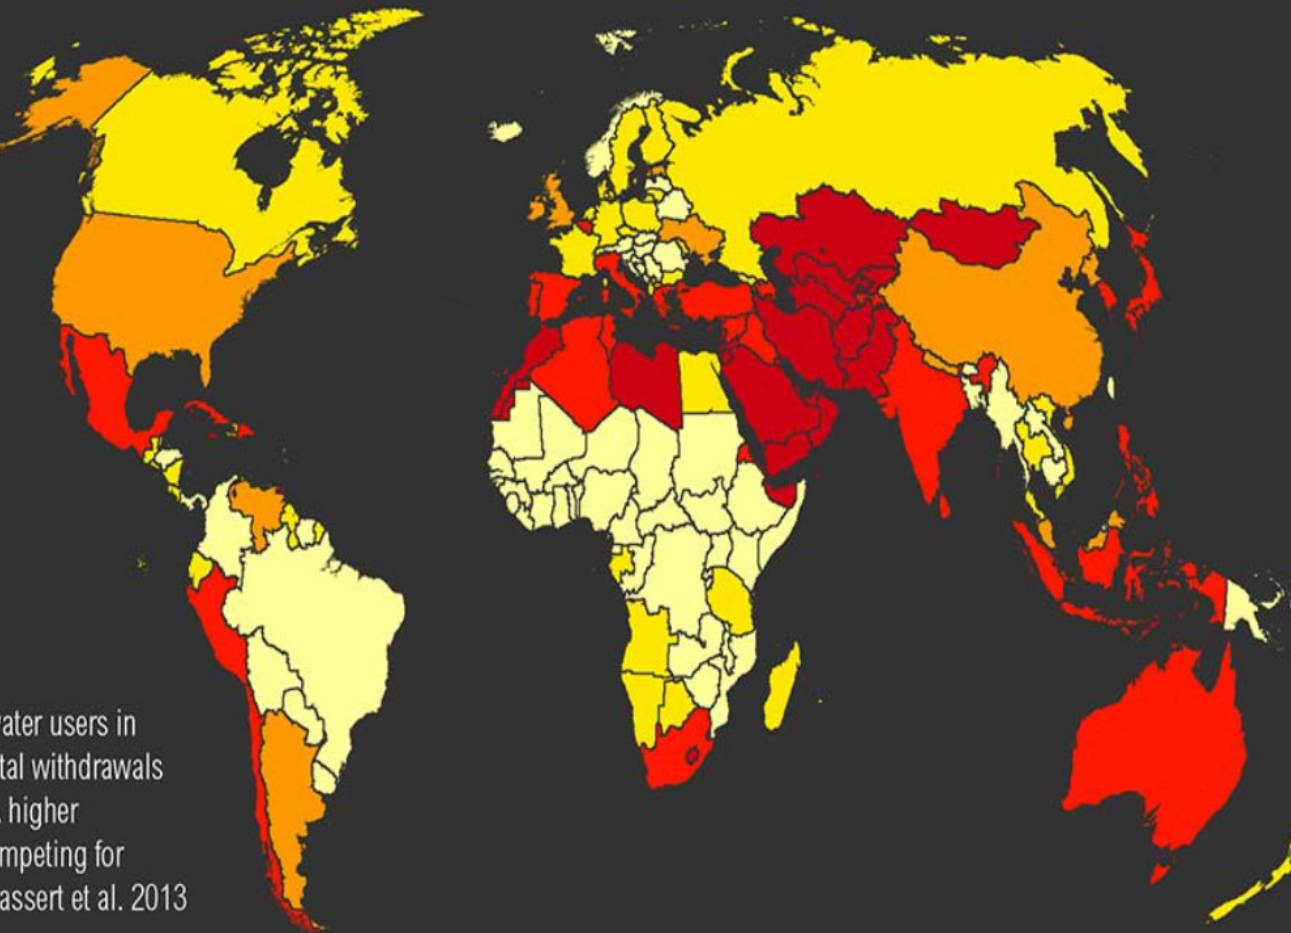 ater users in
tal withdrawals
higher
mpeting for
assert et al. 2013